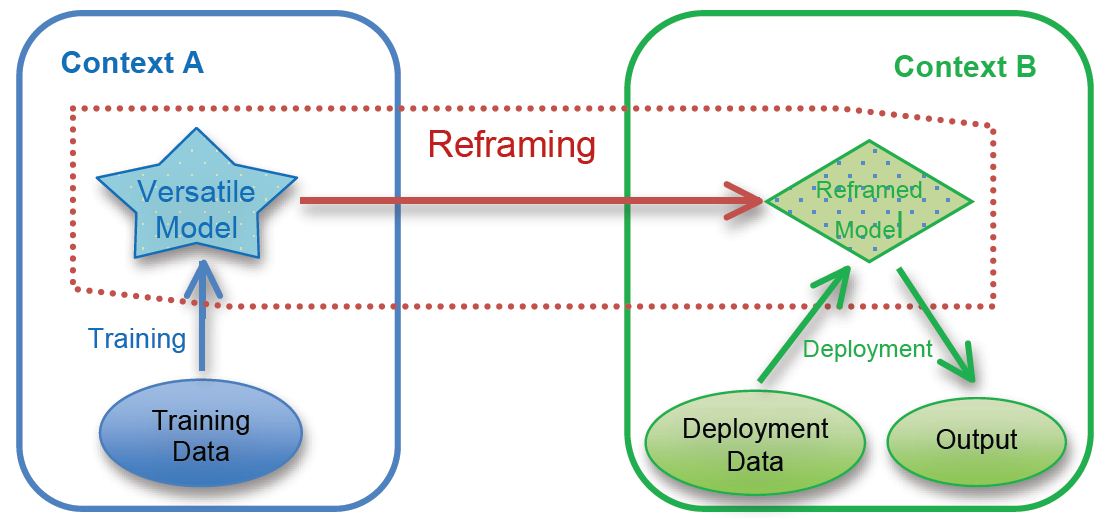 Context A
Context B
Reframing
Versatile
Model
Reframed
Model
Training
Deployment
Training
Data
Deployment
Data
Output